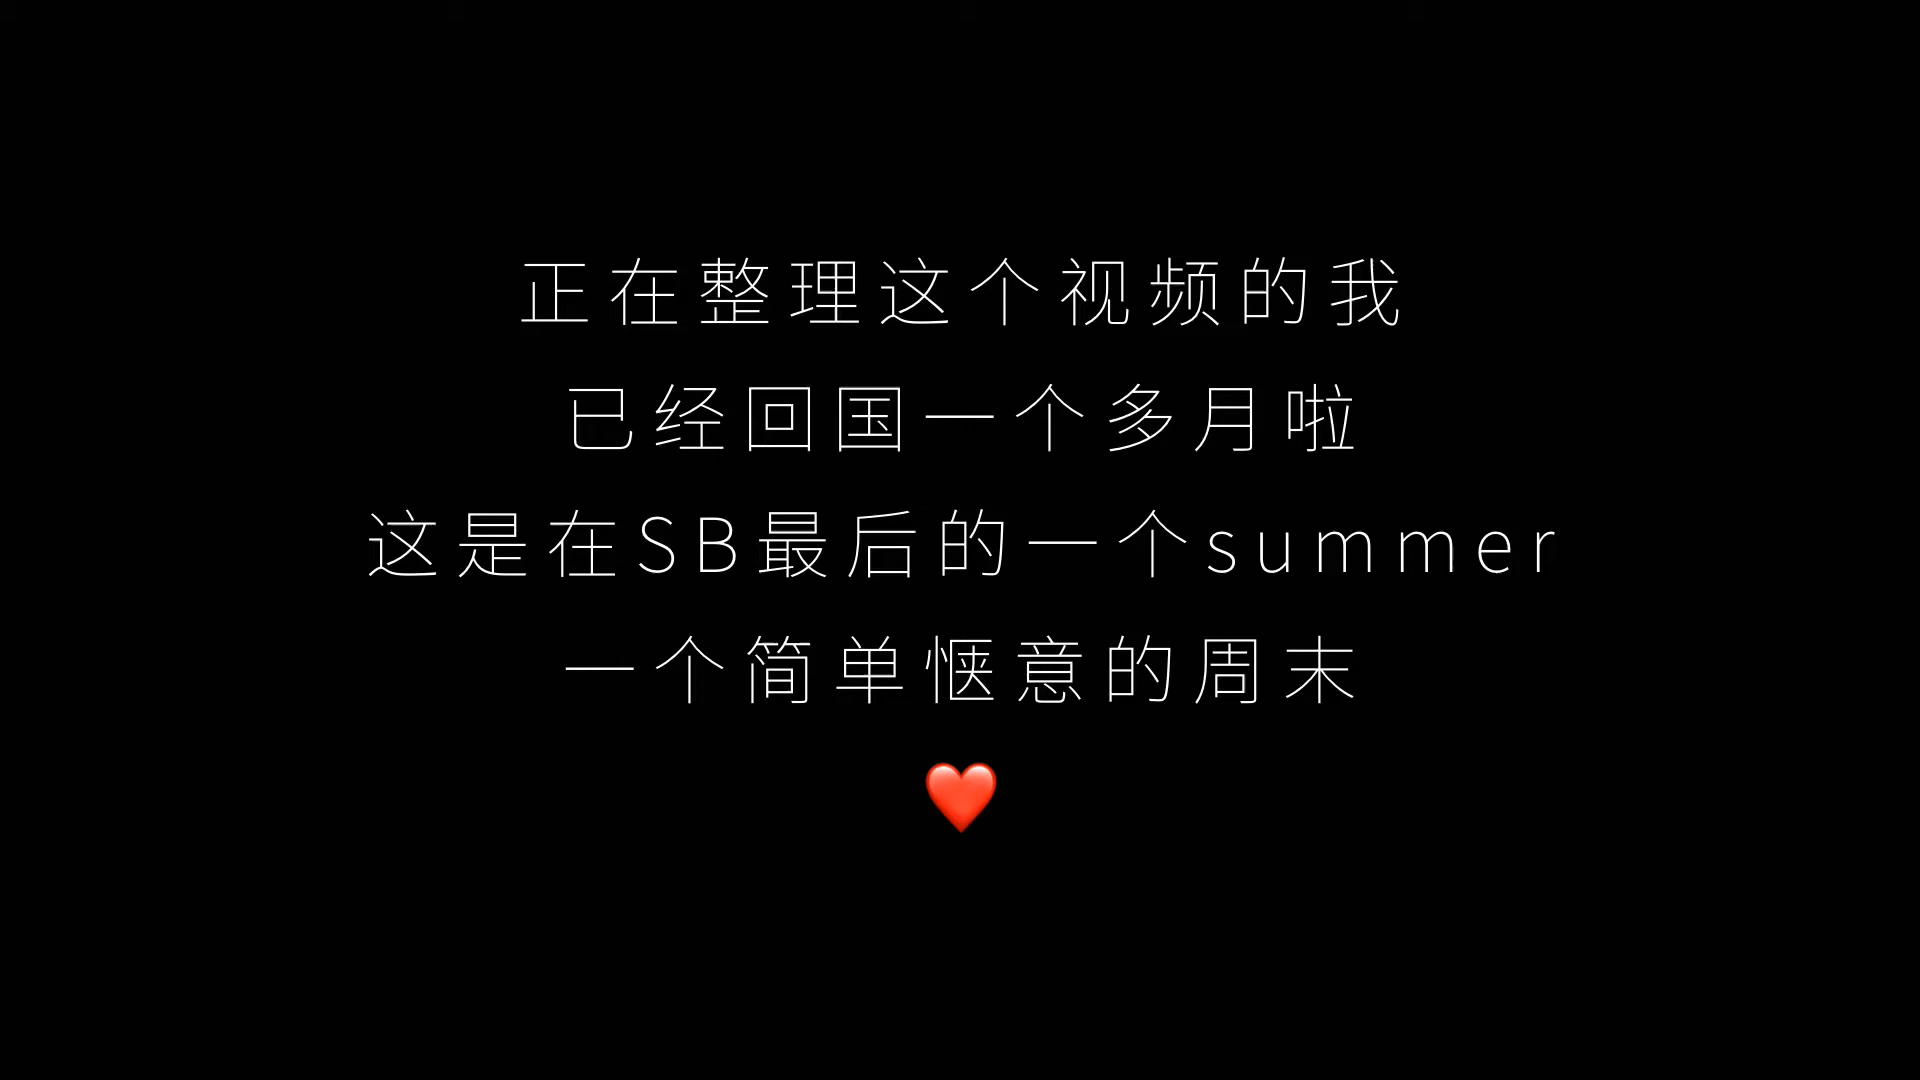 正在整理这个视频的我
已经回国一个多月啦
这是在SB最后的一个summer
一个简单惬意的周末
❤️